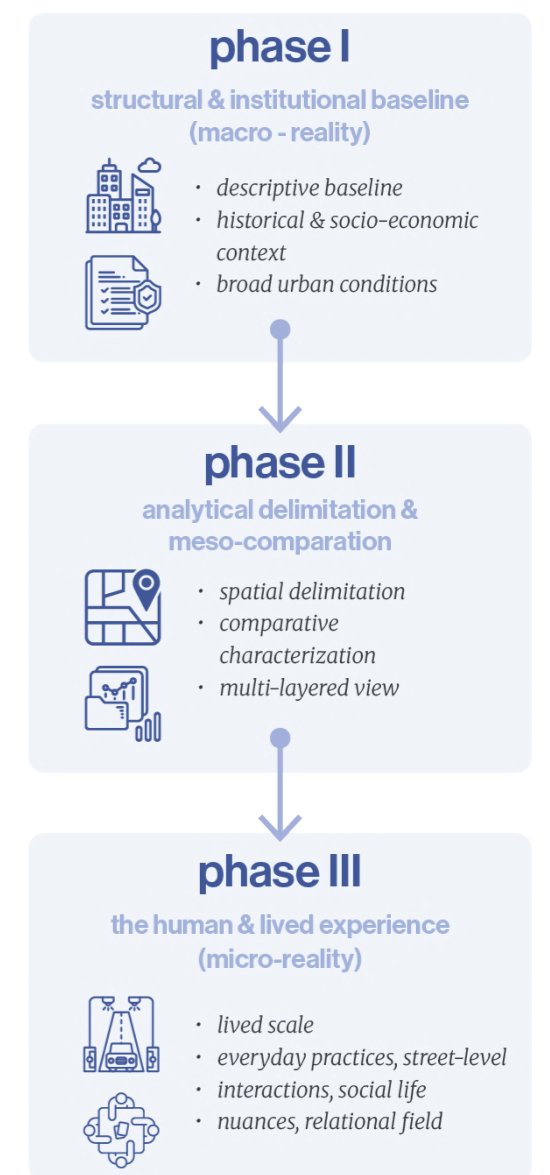 phase I
structural & institutional baseline
(macro - reality)
• descriptive baseline
• historical & socio-economic
context
• broad urban conditions
phase II
analytical delimitation &
meso-comparation
• spatial delimitation
• comparative
characterization
• multi-layered view
phase III
the human & lived experience
(micro-reality)
• lived scale
• everyday practices, street-level
• interactions, social life
• nuances, relational field